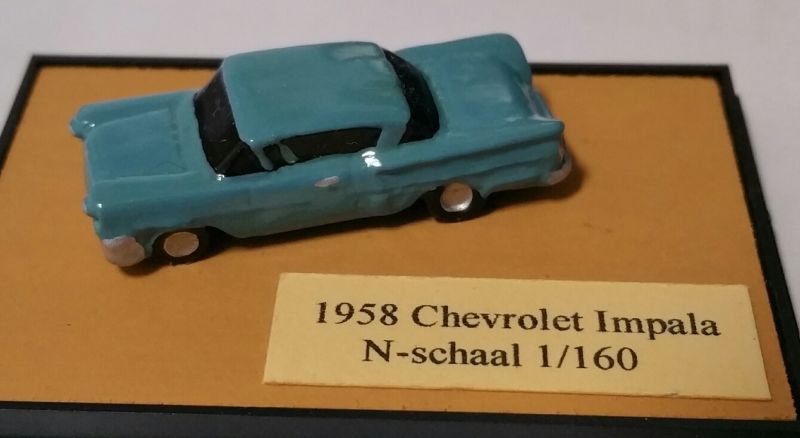 1958 Chevrolet Impala
N-schaal 1/160